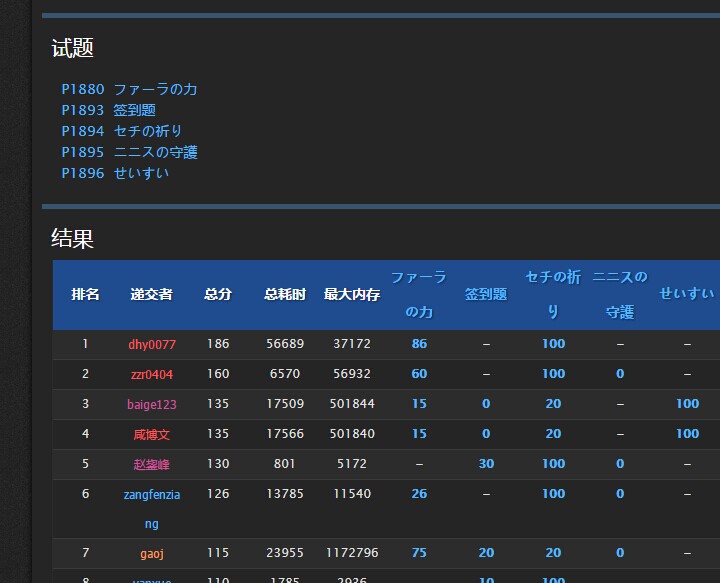 试题
P1880 ファーラの力
P1893 签到题
P1894 セチの祈り
P1895 ニニスの守護
P1896 せいすい
结果
排名 递交者 总分 总耗时 最大内存 ファーラの力 签到题 セチの祈り ニニスの守護 せいすい
1 dhy0077 186 56689 37172 86 – 100 – –
2 zzr0404 160 6570 56932 60 – 100 0 –
3 baige123 135 17509 501844 15 0 20 – 100
4 咸博文 135 17566 501840 15 0 20 – 100
5 赵鋆峰 130 801 5172 – 30 100 0 –
6 zangfenziang 126 13785 11540 26 – 100 0 –
7 gaoj 115 23955 1172796 75 20 20 0 –
8 110 1785 2936 10 100